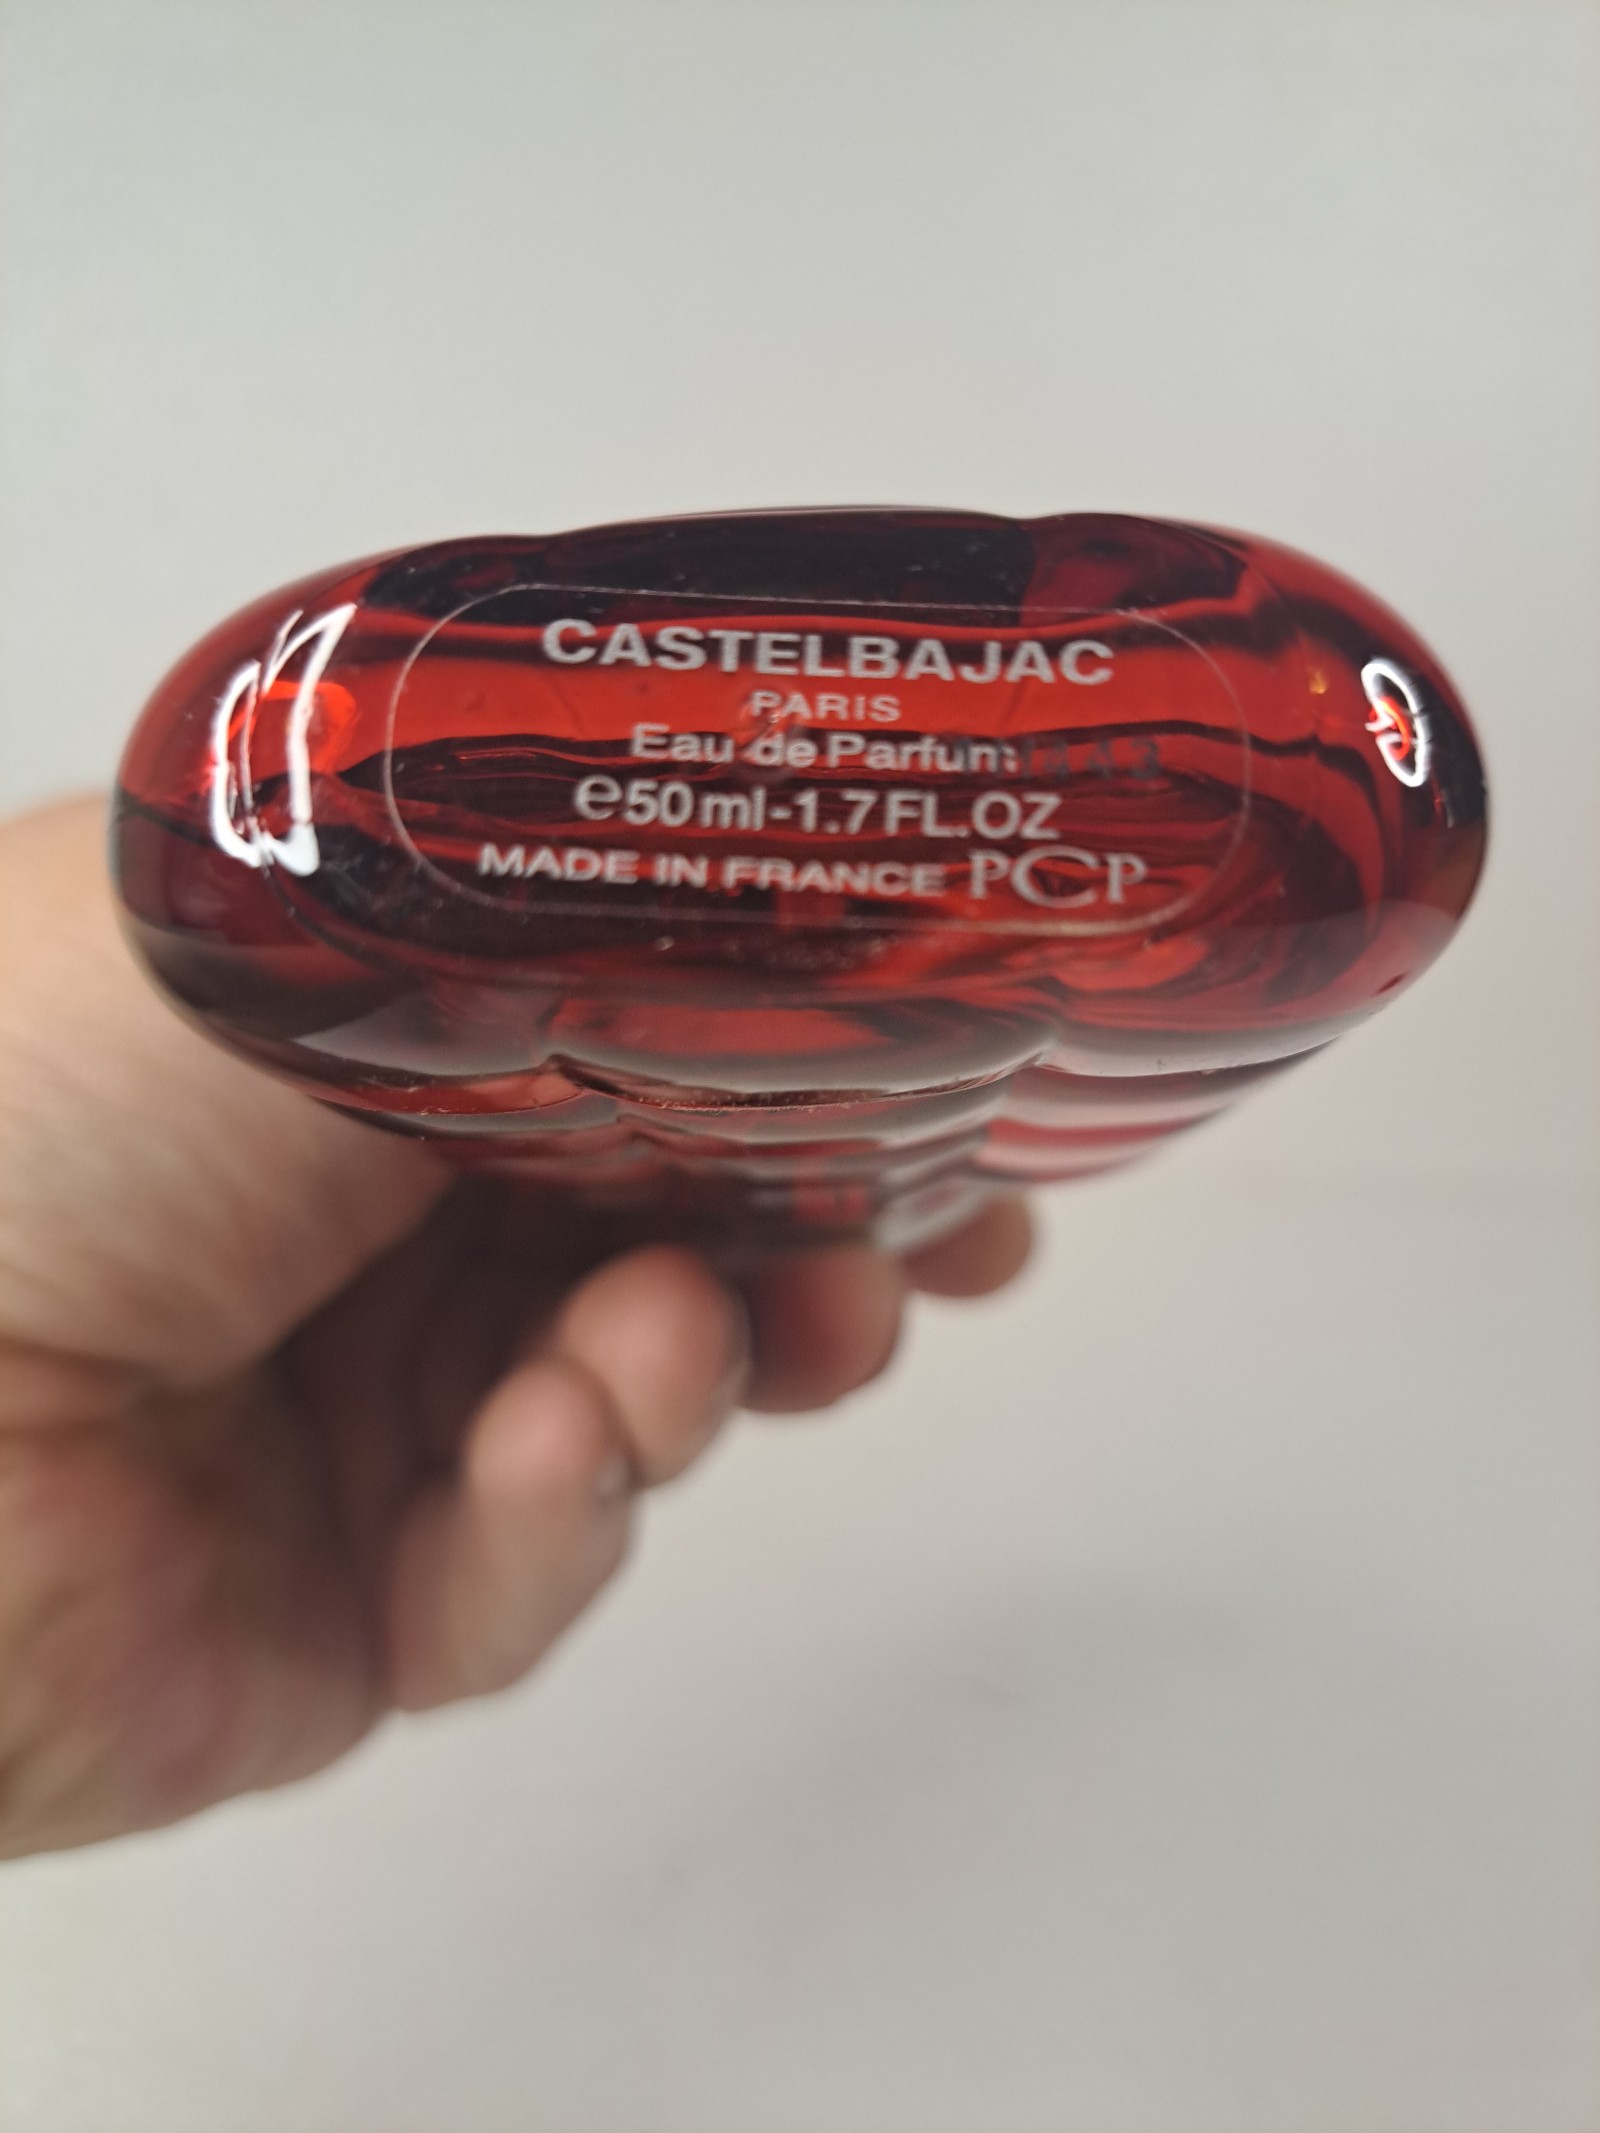 CASTELBAJAC
PARIS
Eau de Parfum
℮50ml-1.7FL.OZ
MADE IN FRANCE PCP